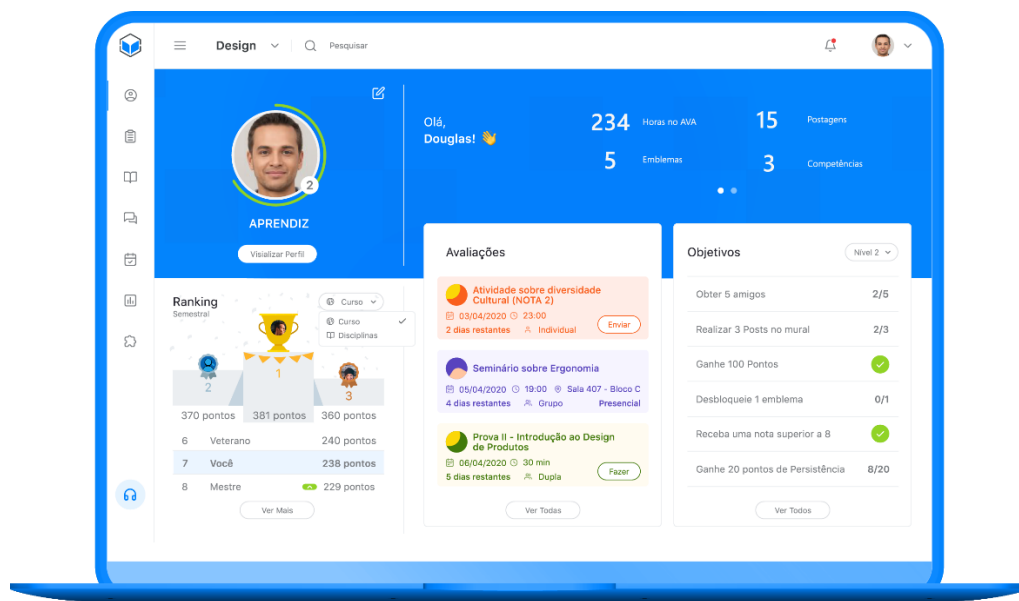 Design
Pesquisar
2
APRENDIZ
Visializar Perfil
Olá,
Douglas! 👋
234 Horas no AVA
15 Postagens
5 Emblemas
3 Competências
Ranking
Semestral
Curso
Curso
Disciplinas
1
2
3
370 pontos 381 pontos 360 pontos
6 Veterano 240 pontos
7 Você 238 pontos
8 Mestre 229 pontos
Ver Mais
Avaliações
Atividade sobre diversidade
Cultural (NOTA 2)
03/04/2020 23:00
2 dias restantes Individual
Enviar
Seminário sobre Ergonomia
05/04/2020 19:00 Sala 407 - Bloco C
4 dias restantes Grupo Presencial
Prova II - Introdução ao Design
de Produtos
06/04/2020 30 min
5 dias restantes Dupla
Fazer
Ver Todas
Objetivos
Nível 2
Obter 5 amigos 2/5
Realizar 3 Posts no mural 2/3
Ganhe 100 Pontos
Desbloqueie 1 emblema 0/1
Receba uma nota superior a 8
Ganhe 20 pontos de Persistência 8/20
Ver Todos